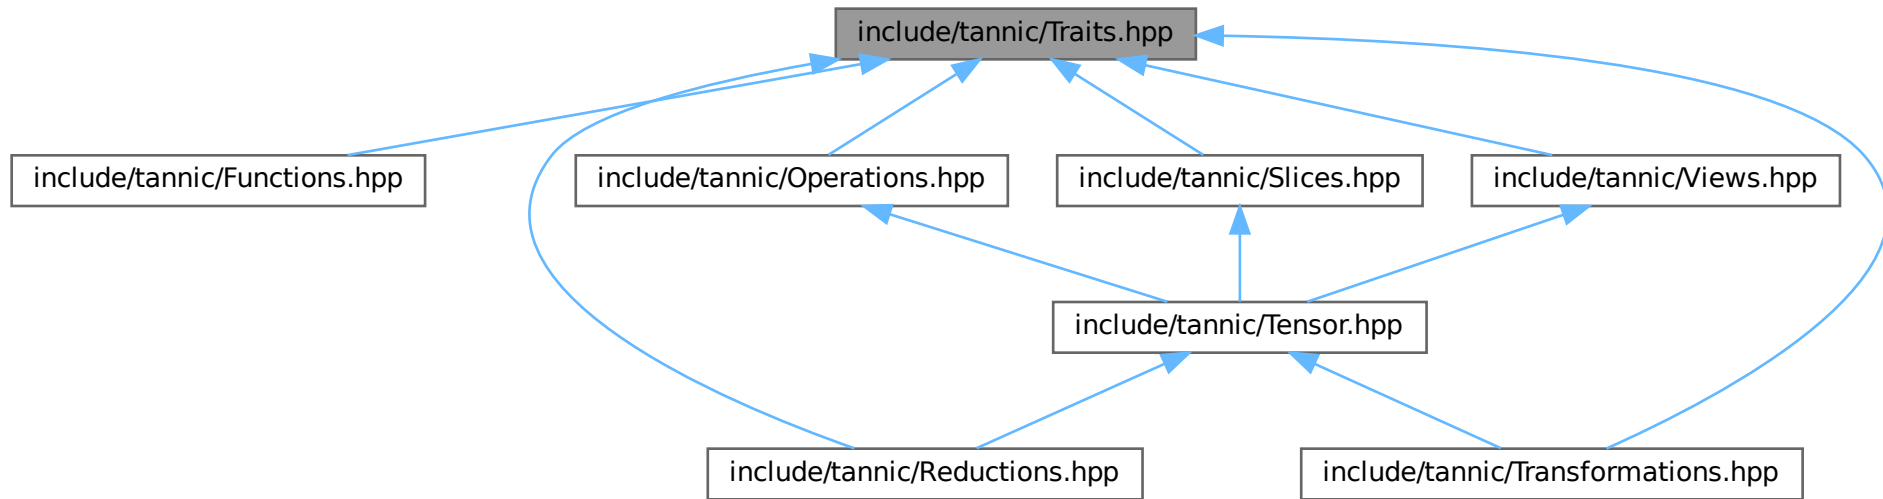 include/tannic/Traits.hpp
include/tannic/Functions.hpp
include/tannic/Operations.hpp
include/tannic/Slices.hpp
include/tannic/Views.hpp
include/tannic/Tensor.hpp
include/tannic/Reductions.hpp
include/tannic/Transformations.hpp